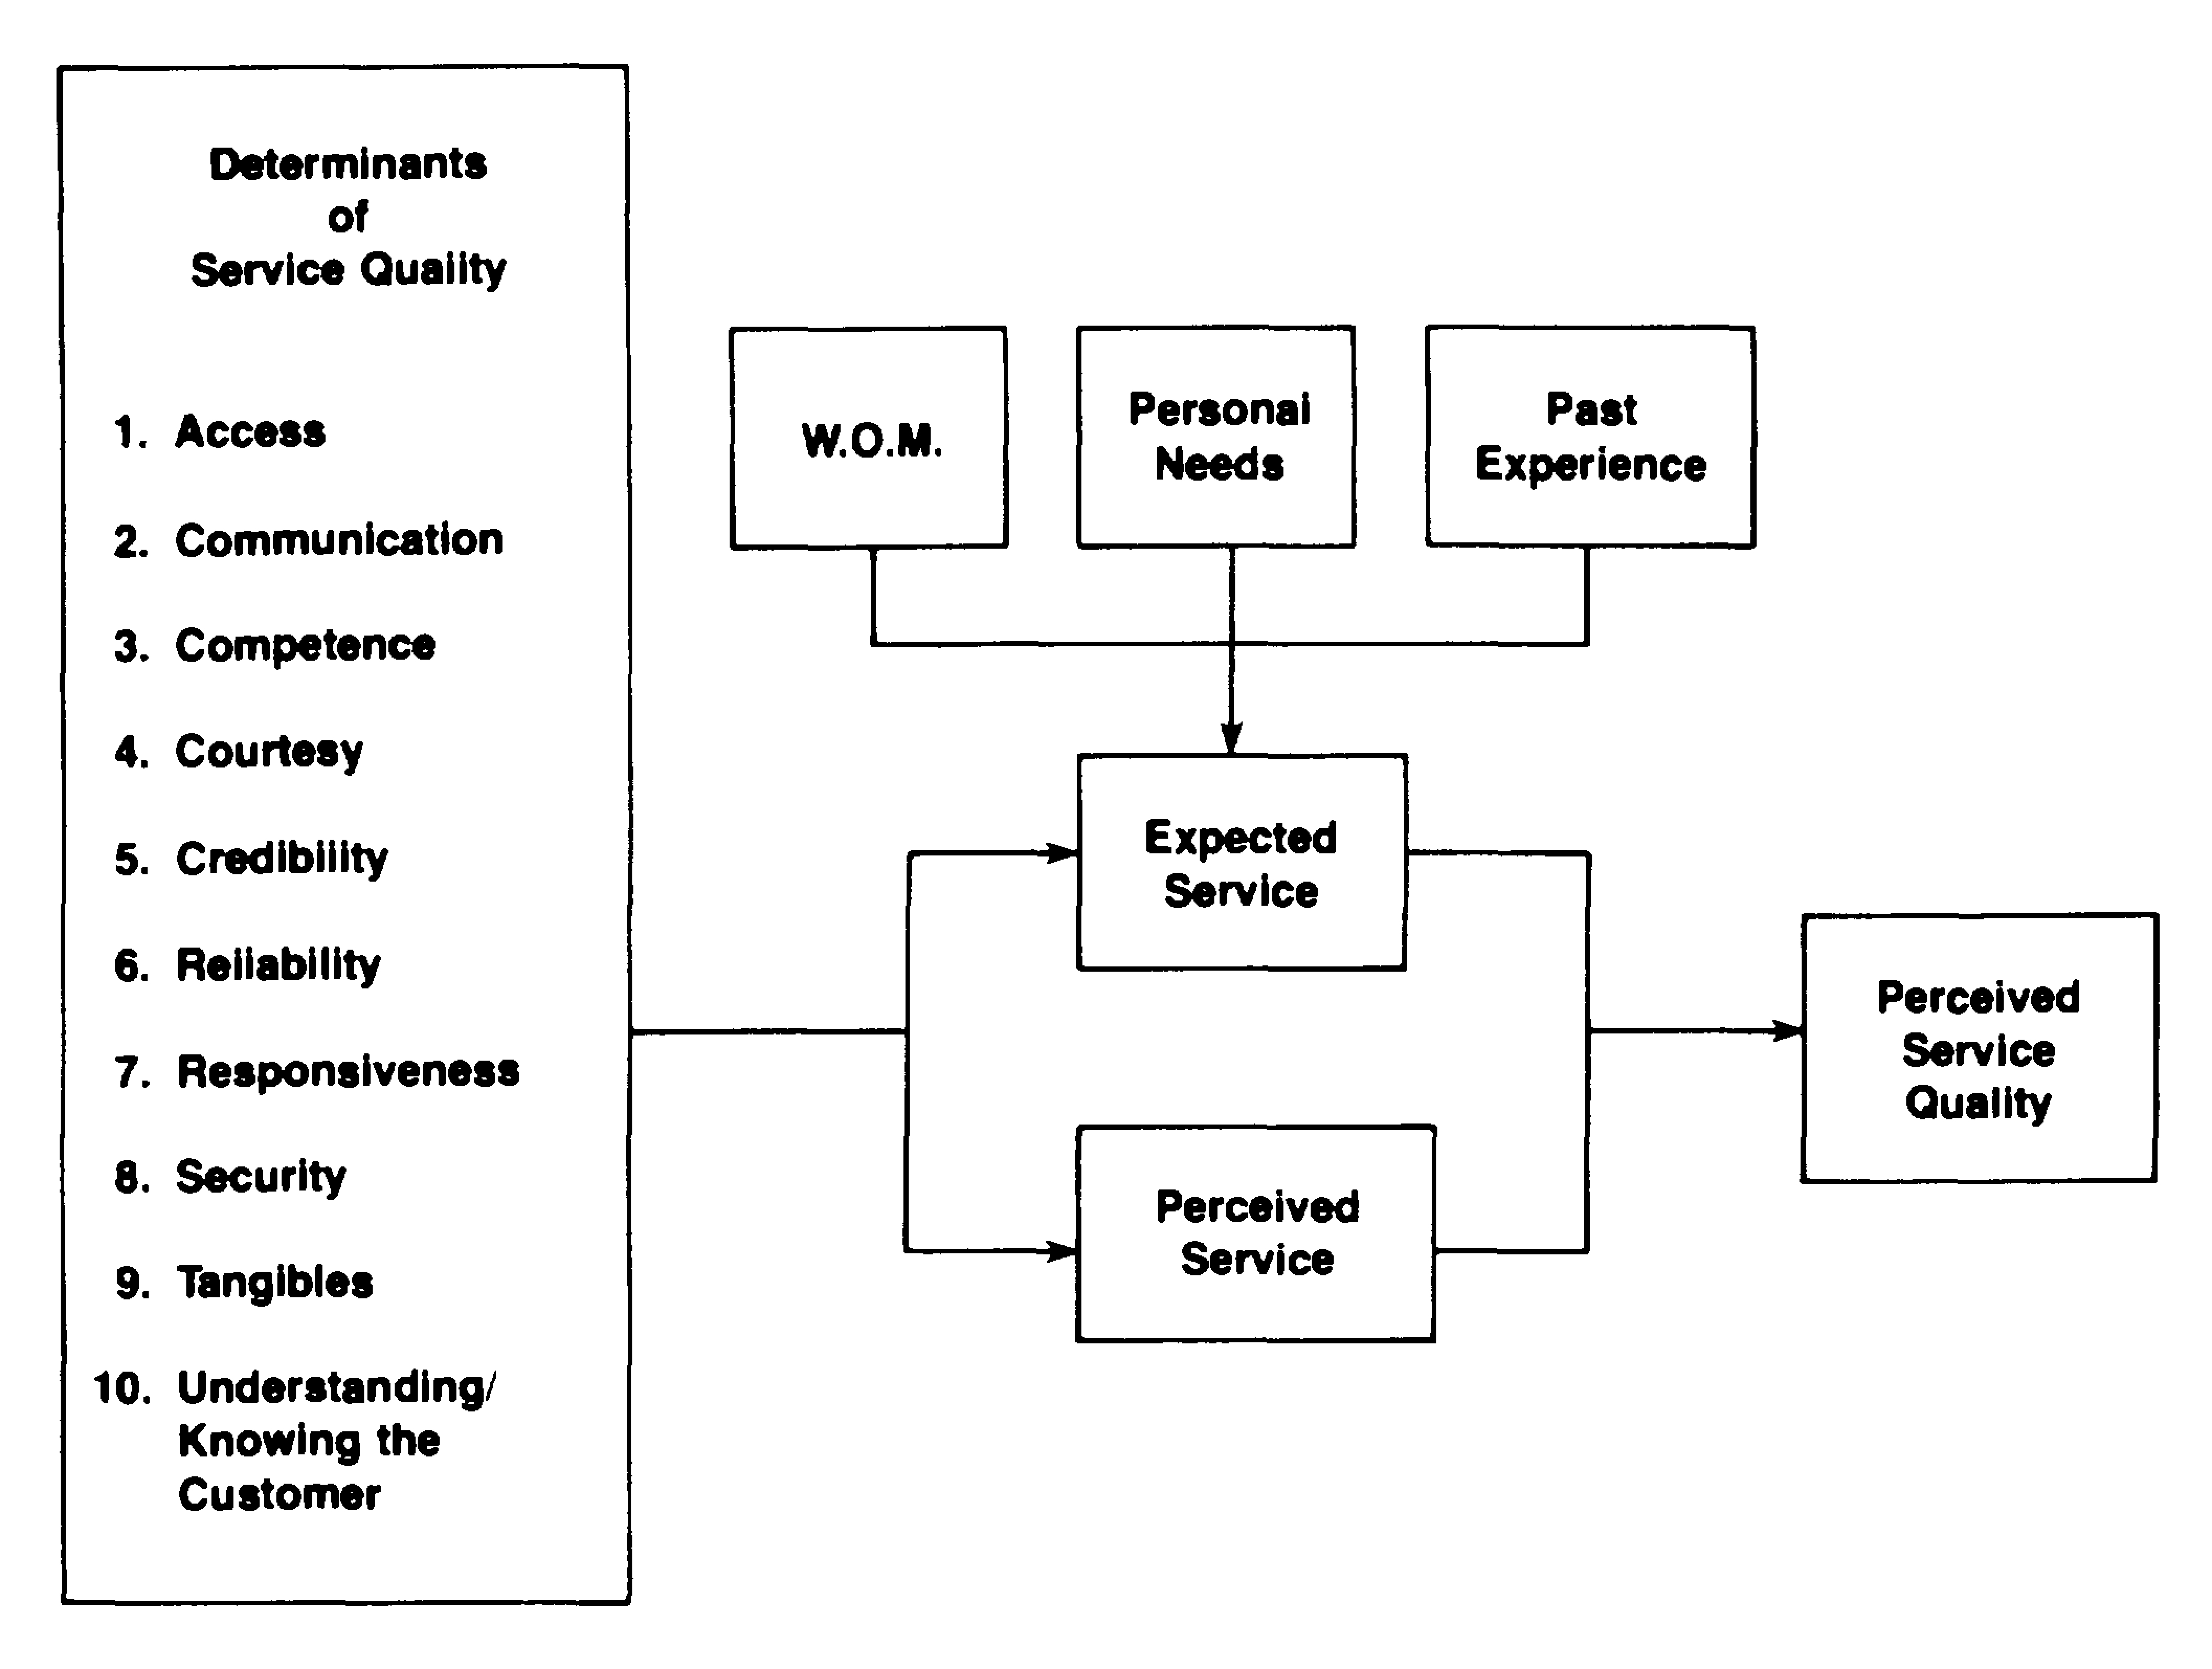 Determinants
of
Service Quality
1. Access
2. Communication
3. Competence
4. Courtesy
5. Credibility
6. Reliability
7. Responsiveness
8. Security
9. Tangibles
10. Understanding/
Knowing the
Customer
W.O.M.
Personal
Needs
Past
Experience
Expected
Service
Perceived
Service
Perceived
Service
Quality